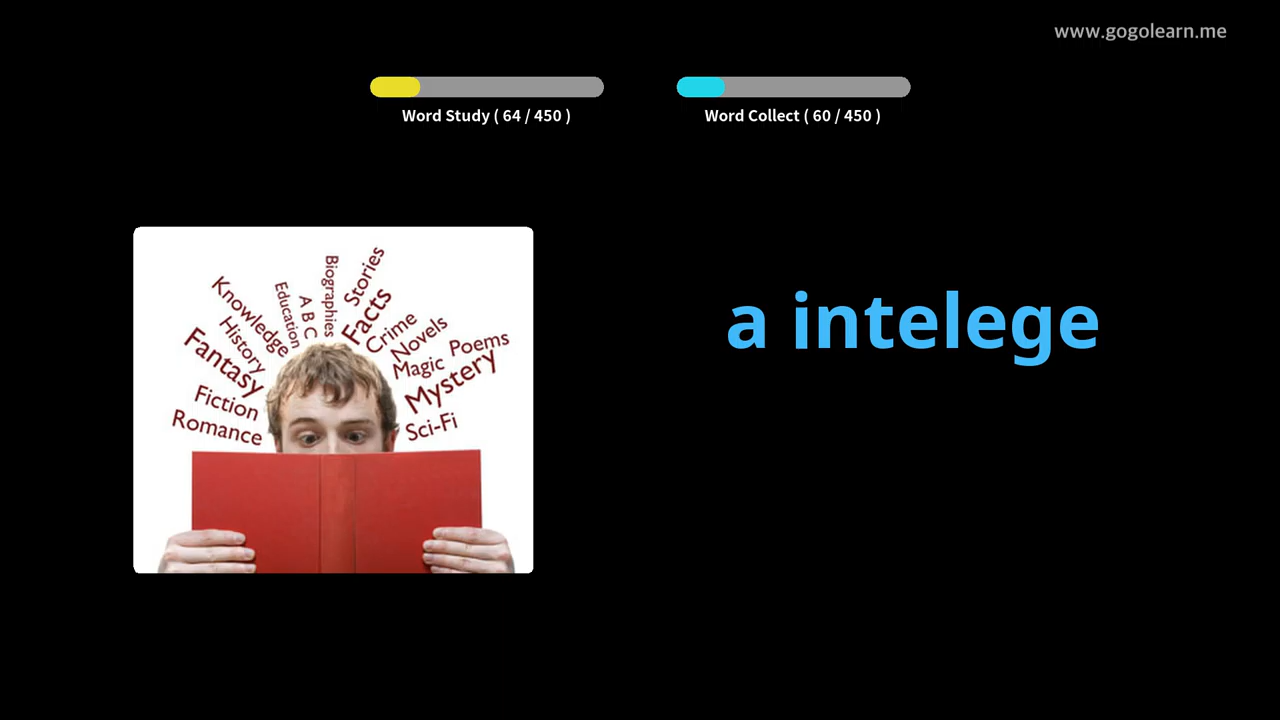 www.gogolearn.me
Word Study ( 64 / 450 )
Word Collect ( 60 / 450 )
a intelege
Knowledge
History
Fantasy
Fiction
Romance
Education
A B C
Biographies
Stories
Facts
Crime
Novels
Magic
Poems
Mystery
Sci-Fi